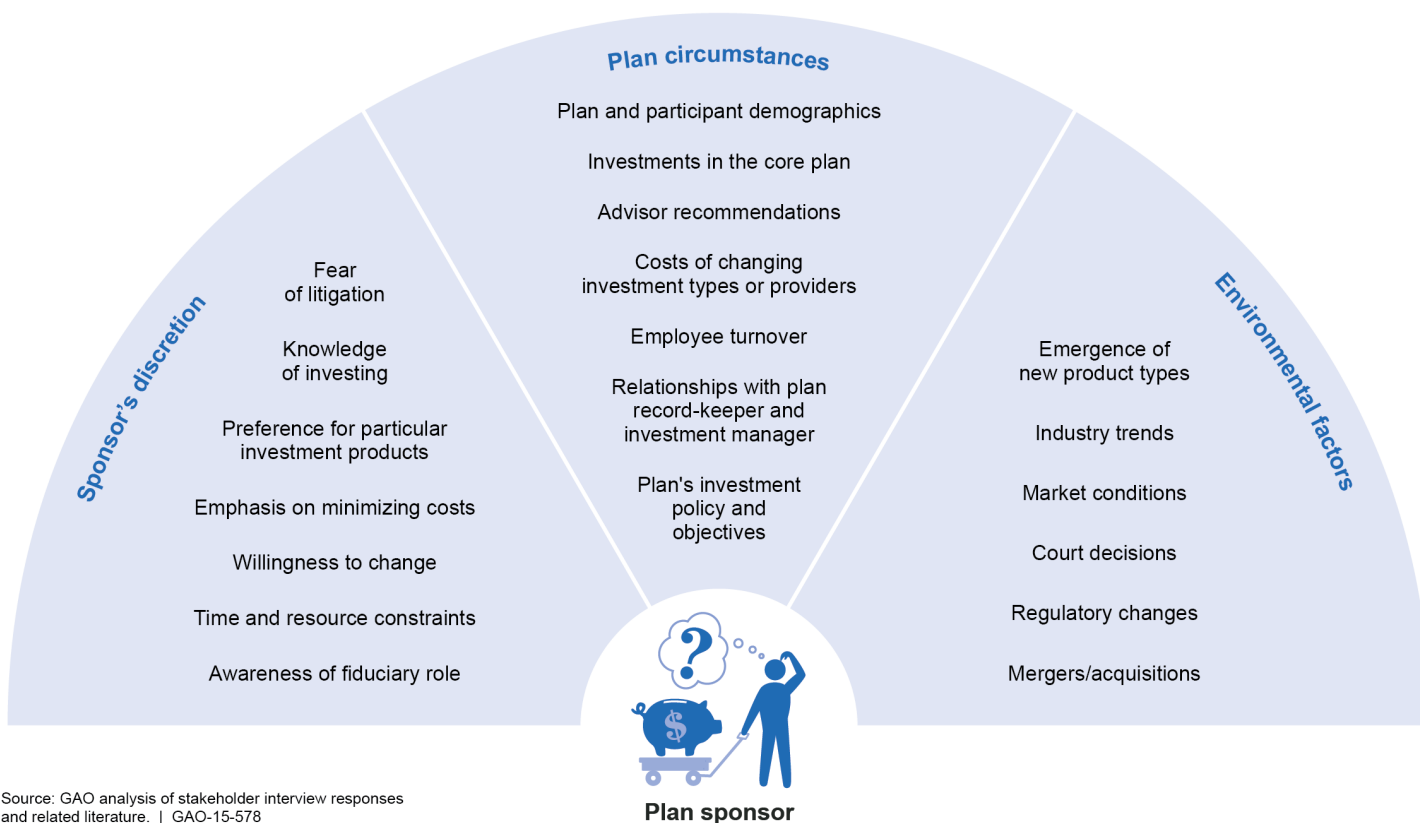 Plan circumstances
Plan and participant demographics
Investments in the core plan
Advisor recommendations
Costs of changing
investment types or providers
Employee turnover
Relationships with plan
record-keeper and
investment manager
Plan's investment
policy and
objectives
Sponsor’s discretion
Fear
of litigation
Knowledge
of investing
Preference for particular
investment products
Emphasis on minimizing costs
Willingness to change
Time and resource constraints
Awareness of fiduciary role
Environmental factors
Emergence of
new product types
Industry trends
Market conditions
Court decisions
Regulatory changes
Mergers/acquisitions
?
$
Plan sponsor
Source: GAO analysis of stakeholder interview responses
and related literature. | GAO-15-578